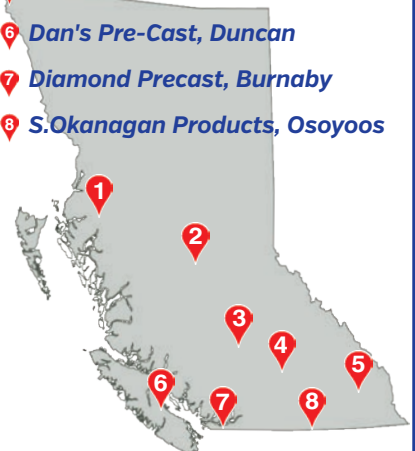 6 Dan's Pre-Cast, Duncan
7 Diamond Precast, Burnaby
8 S.Okanagan Products, Osoyoos
1
2
3
4
5
6
7
8